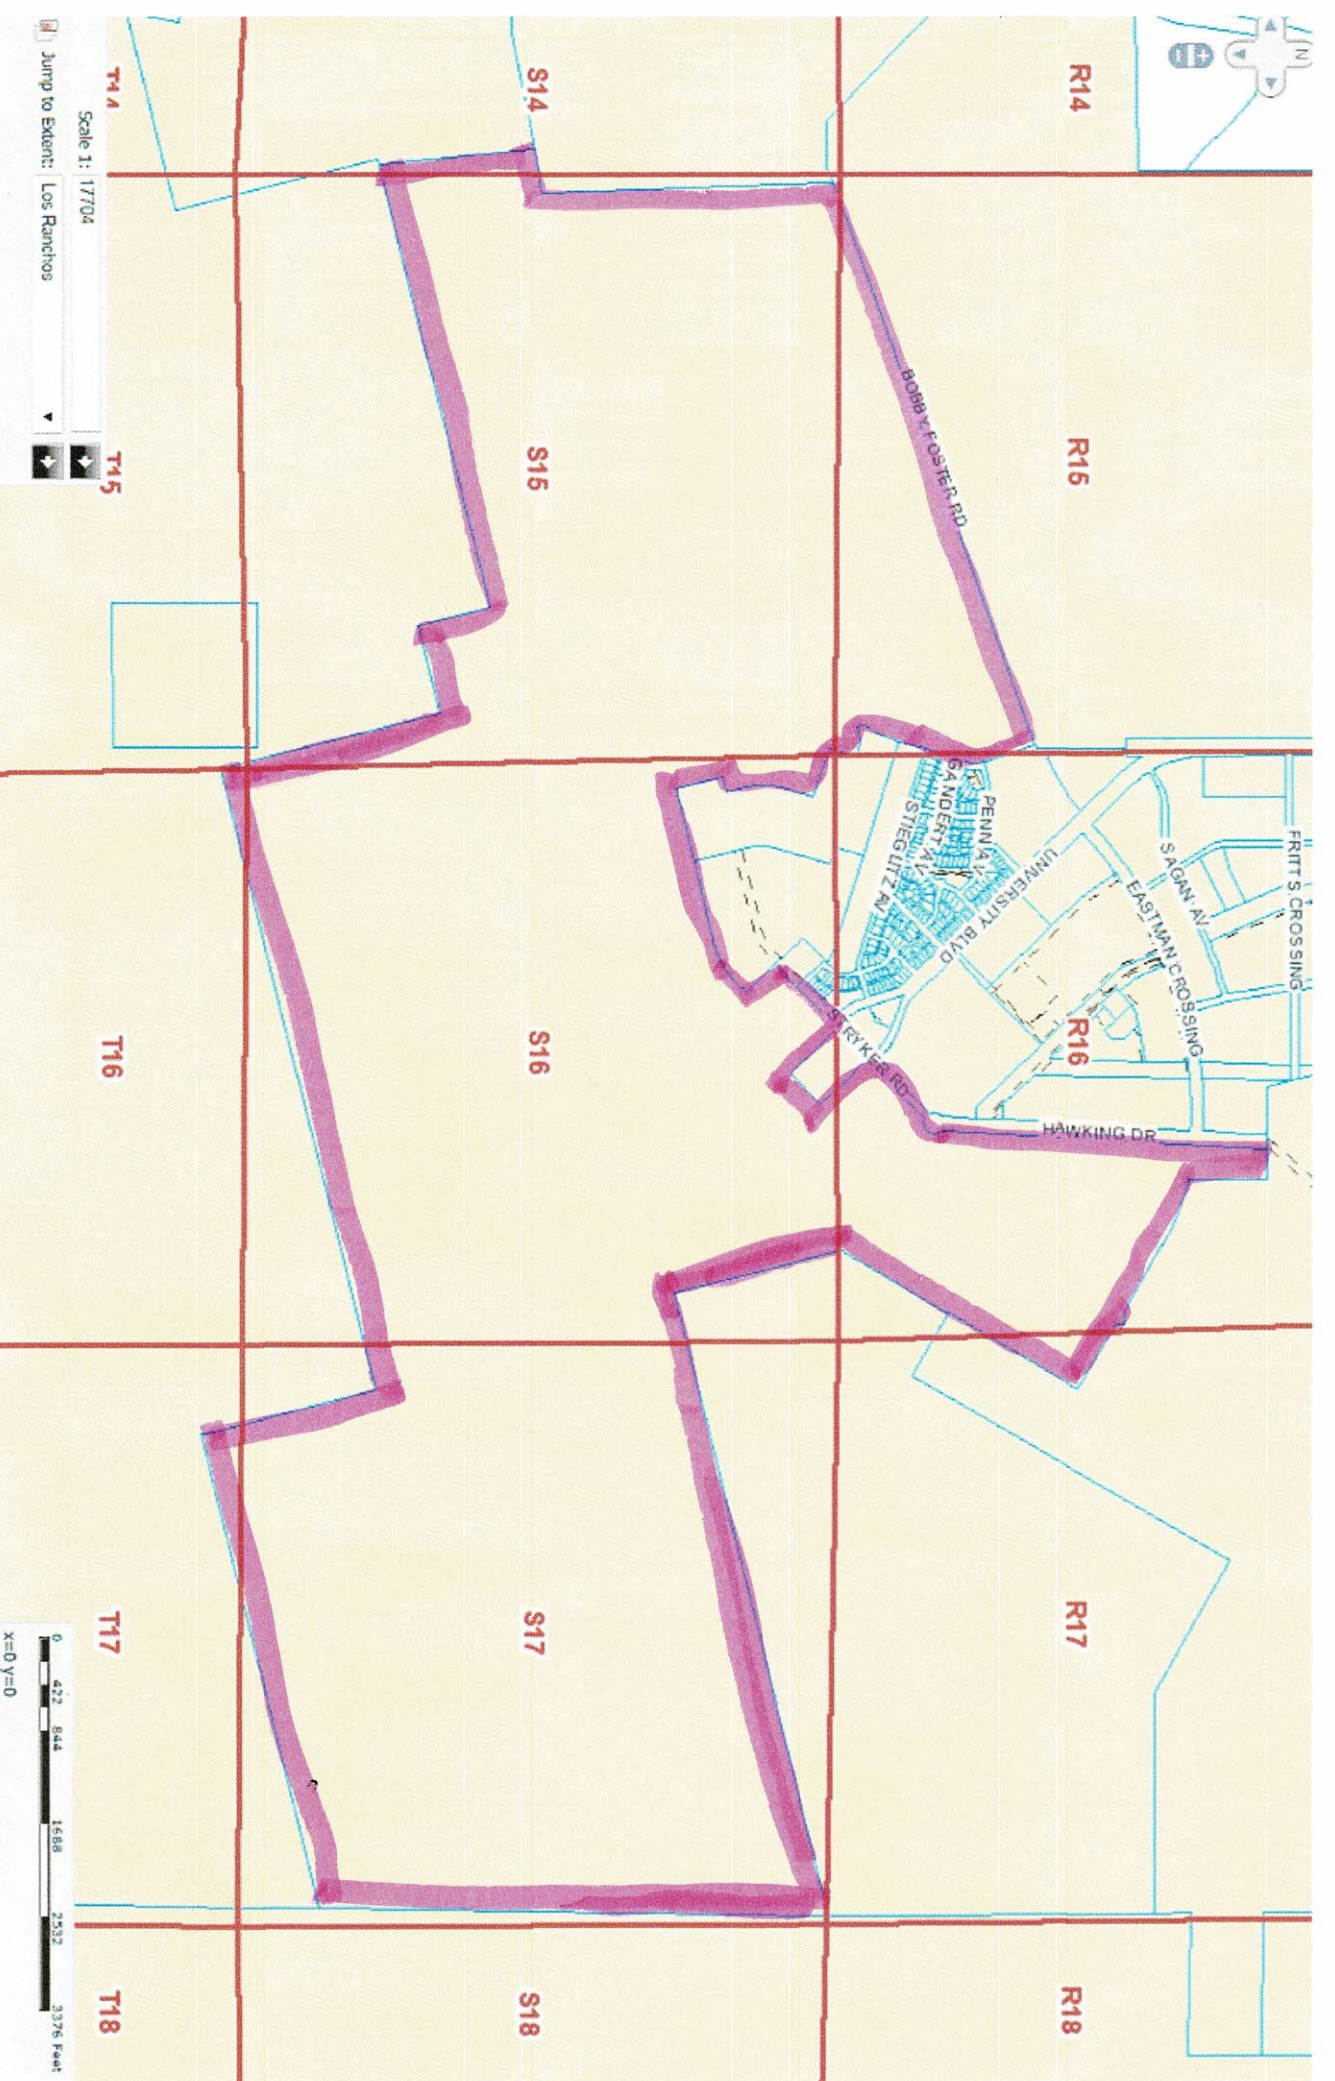 N
R14
R15
R16
R17
R18
BOBBY FOSTER RD
FRITTS CROSSING
SAGAN AV
EASTMAN CROSSING
UNIVERSITY BLVD
PENN AV
GANDERT AV
STIEGLITZ AV
STRYKER RD
HAWKING DR
S14
S15
S16
S17
S18
T14
T15
T16
T17
T18
Scale 1: 17704
Jump to Extent: Los Ranchos
0 422 844 1688 2532 3376 Feet
x=0 y=0